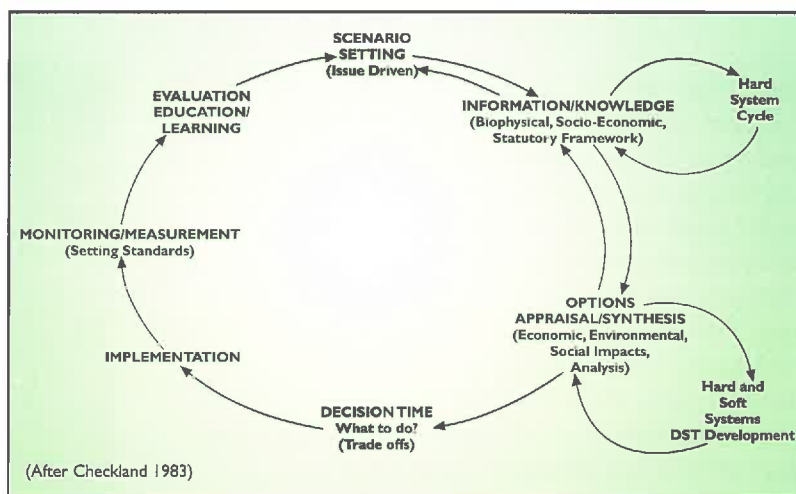 SCENARIO
SETTING
(Issue Driven)
INFORMATION/KNOWLEDGE
(Biophysical, Socio-Economic,
Statutory Framework)
Hard
System
Cycle
OPTIONS
APPRAISAL/SYNTHESIS
(Economic, Environmental,
Social Impacts,
Analysis)
Hard and
Soft
Systems
DST Development
DECISION TIME
What to do?
(Trade offs)
IMPLEMENTATION
MONITORING/MEASUREMENT
(Setting Standards)
EVALUATION
EDUCATION/
LEARNING
(After Checkland 1983)